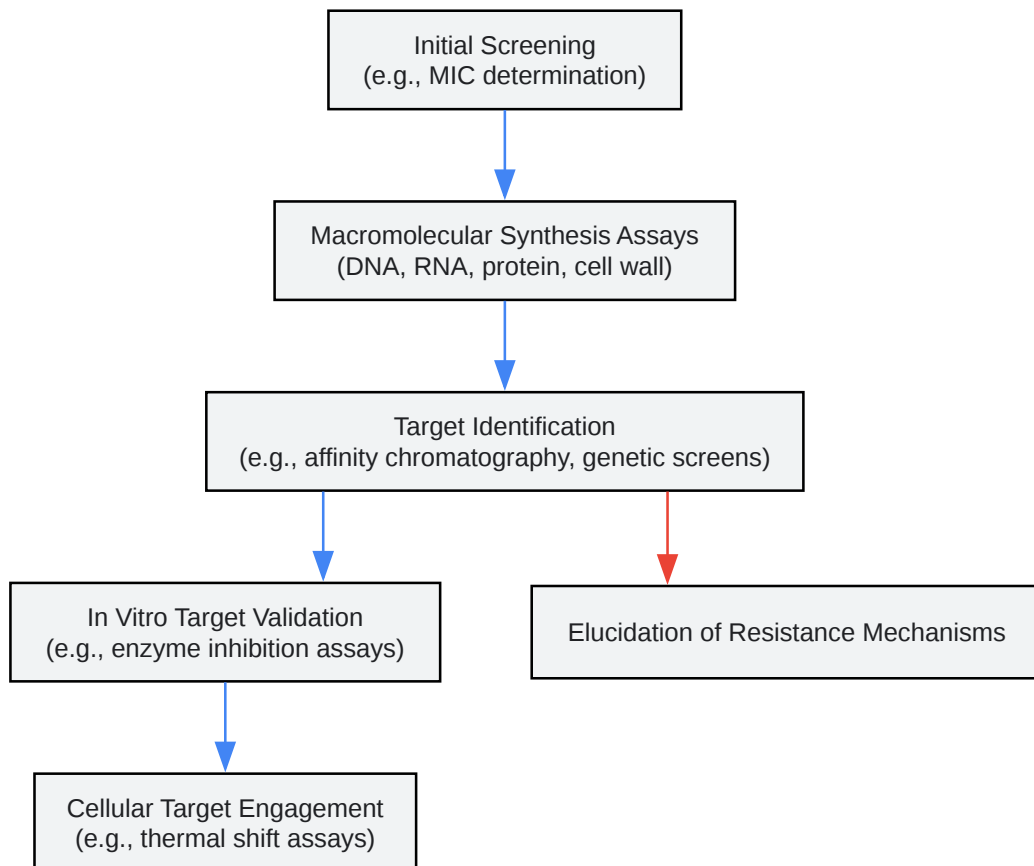 Initial Screening
(e.g., MIC determination)
Macromolecular Synthesis Assays
(DNA, RNA, protein, cell wall)
Target Identification
(e.g., affinity chromatography, genetic screens)
In Vitro Target Validation
(e.g., enzyme inhibition assays)
Elucidation of Resistance Mechanisms
Cellular Target Engagement
(e.g., thermal shift assays)